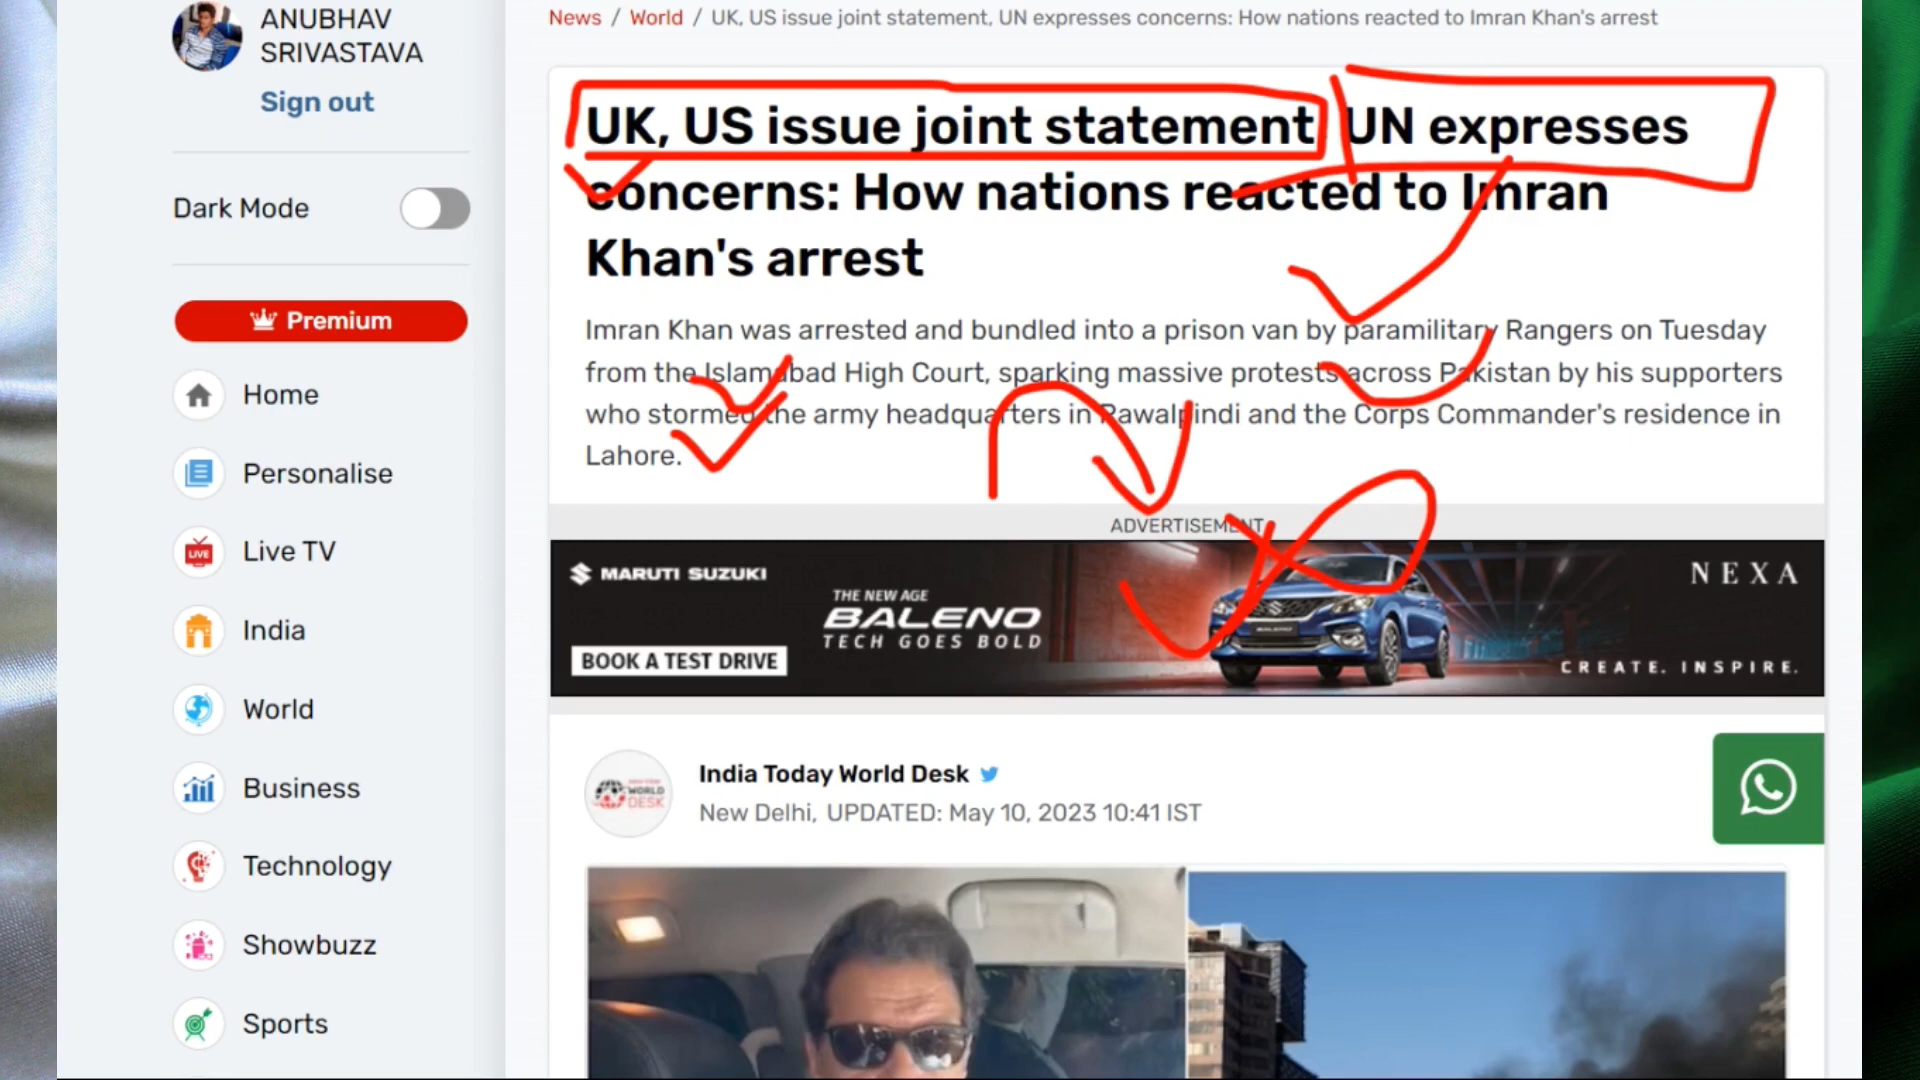 ANUBHAV
SRIVASTAVA
Sign out
Dark Mode
Premium
Home
Personalise
LIVE
Live TV
India
World
Business
Technology
Showbuzz
Sports
News / World / UK, US issue joint statement, UN expresses concerns: How nations reacted to Imran Khan's arrest
UK, US issue joint statement UN expresses
concerns: How nations reacted to Imran
Khan's arrest
Imran Khan was arrested and bundled into a prison van by paramilitary Rangers on Tuesday
from the Islamabad High Court, sparking massive protests across Pakistan by his supporters
who stormed the army headquarters in Rawalpindi and the Corps Commander's residence in
Lahore.
ADVERTISEMENT
MARUTI SUZUKI
THE NEW AGE
BALENO
TECH GOES BOLD
BOOK A TEST DRIVE
NEXA
CREATE. INSPIRE.
WORLD
DESK
India Today World Desk
New Delhi, UPDATED: May 10, 2023 10:41 IST